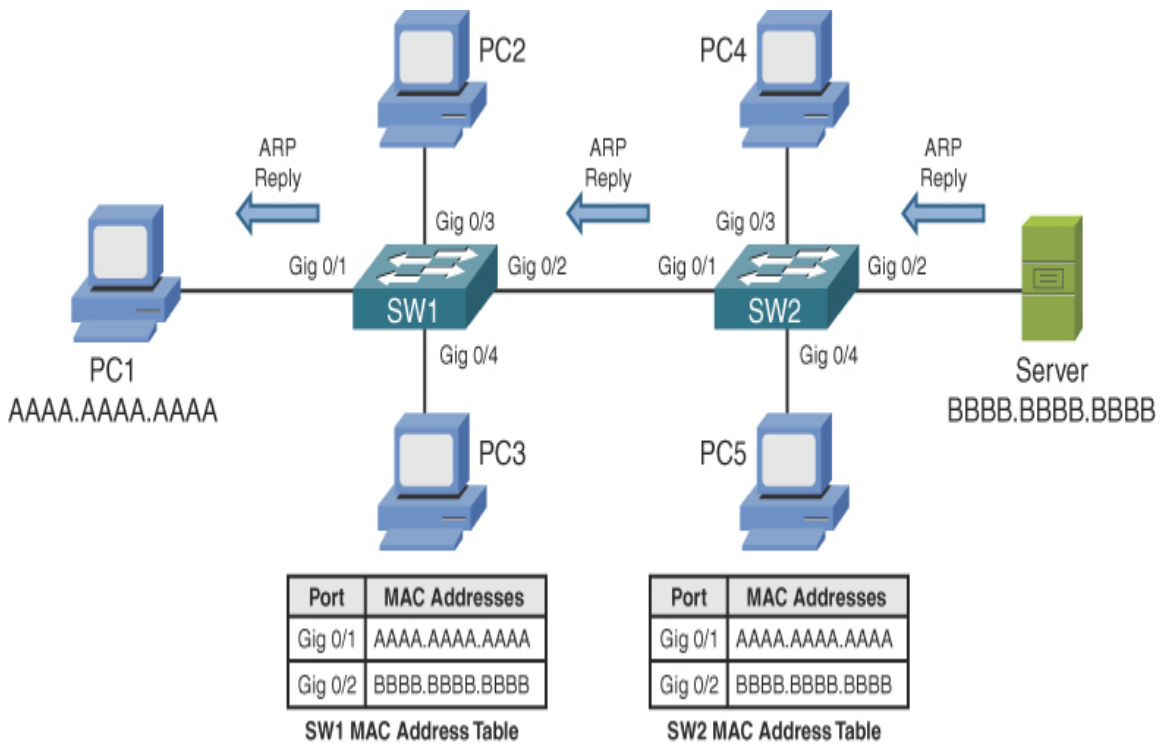 PC2
PC4
ARP
Reply
ARP
Reply
ARP
Reply
Gig 0/3
Gig 0/3
Gig 0/1
Gig 0/2
Gig 0/1
Gig 0/2
SW1
SW2
Gig 0/4
Gig 0/4
PC1
AAAA.AAAA.AAAA
Server
BBBB.BBBB.BBBB
PC3
PC5
Port MAC Addresses
Gig 0/1 AAAA.AAAA.AAAA
Gig 0/2 BBBB.BBBB.BBBB
SW1 MAC Address Table
Port MAC Addresses
Gig 0/1 AAAA.AAAA.AAAA
Gig 0/2 BBBB.BBBB.BBBB
SW2 MAC Address Table